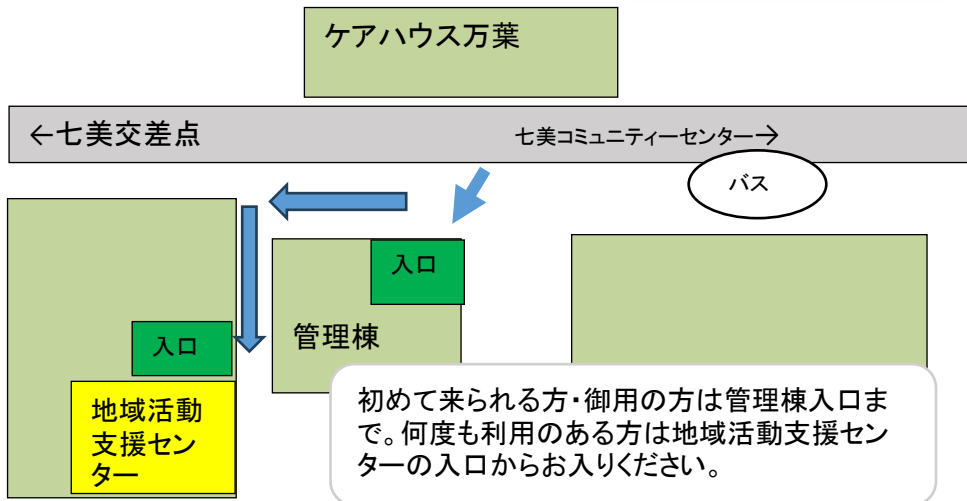 ケアハウス万葉
←七美交差点
七美コミュニティーセンター→
バス
入口
管理棟
入口
地域活動
支援セン
ター
初めて来られる方・御用の方は管理棟入口ま
で。何度も利用のある方は地域活動支援セン
ターの入口からお入りください。